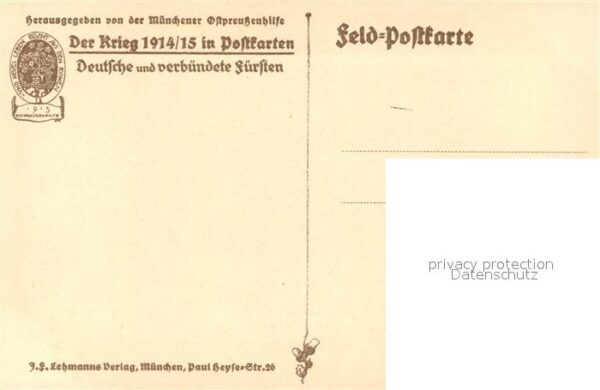 Herausgegeben von der Münchener Ostpreußenhilfe
Der Krieg 1914/15 in Postkarten
Deutsche und verbündete Fürsten
1915
Feld=Postkarte
privacy protection
Datenschutz
J.F. Lehmanns Verlag, München, Paul Heyse=Str. 26